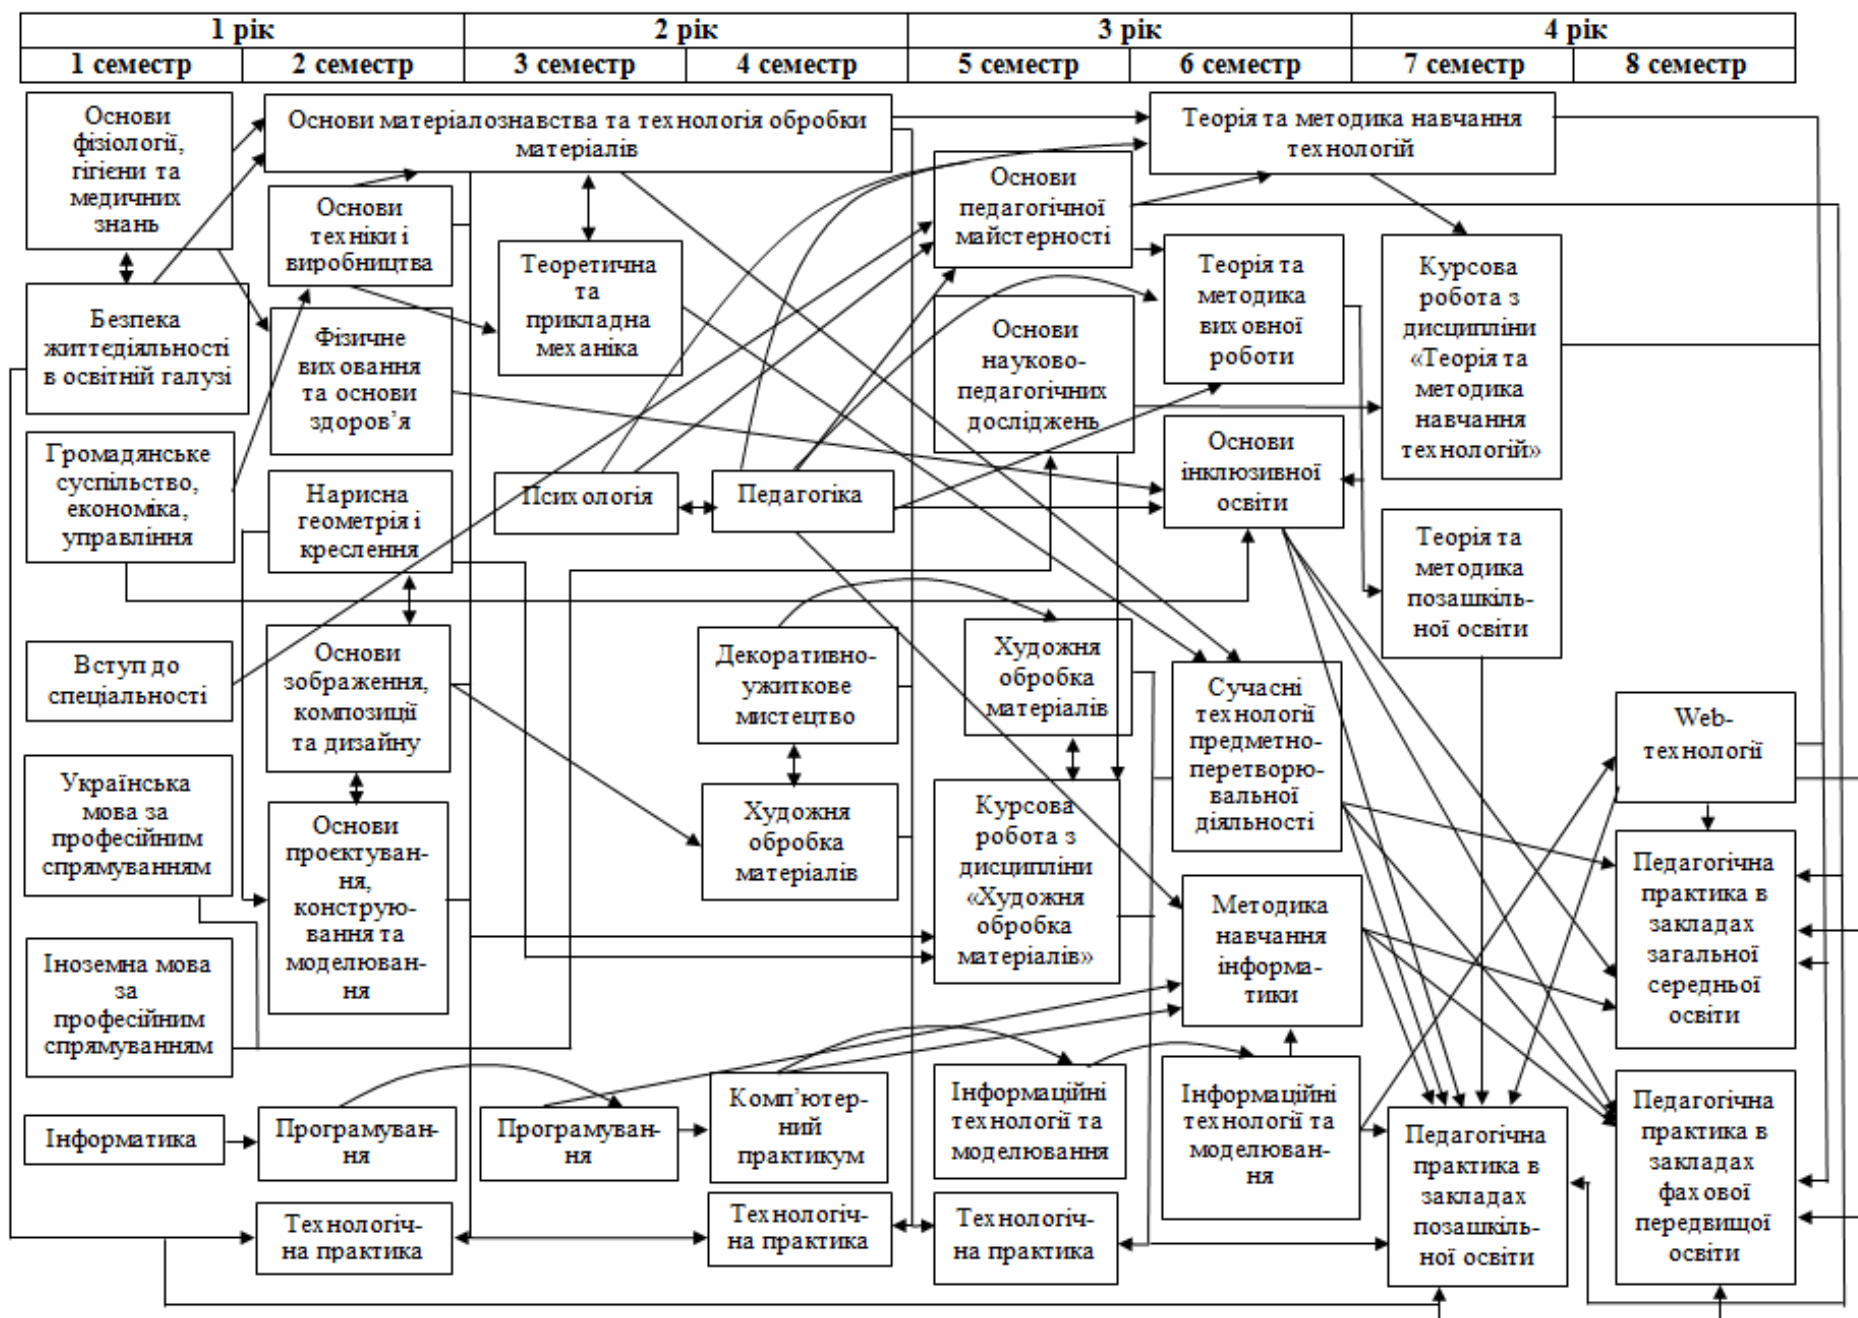 1 рік
2 рік
3 рік
4 рік
1 семестр
2 семестр
3 семестр
4 семестр
5 семестр
6 семестр
7 семестр
8 семестр
Основи
фізіології,
гігієни та
медичних
знань
Безпека
життєдіяльності
в освітній галузі
Громадянське
суспільство,
економіка,
управління
Вступ до
спеціальності
Українська
мова за
професійним
спрямуванням
Іноземна мова
за
професійним
спрямуванням
Інформатика
Основи матеріалознавства та технологія обробки
матеріалів
Основи
техніки і
виробництва
Фізичне
виховання
та основи
здоров’я
Нарисна
геометрія і
креслення
Основи
зображення,
композиції
та дизайну
Основи
проєктуван-
ня,
конструю-
вання та
моделюван-
ня
Програмуван-
ня
Технологіч-
на практика
Теоретична
та
прикладна
механіка
Психологія
Програмуван-
ня
Педагогіка
Декоративно-
ужиткове
мистецтво
Художня
обробка
матеріалів
Комп’ютер-
ний
практикум
Технологіч-
на практика
Основи
педагогічної
майстерності
Основи
науково-
педагогічних
досліджень
Художня
обробка
матеріалів
Курсова
робота з
дисципліни
«Художня
обробка
матеріалів»
Інформаційні
технології та
моделювання
Технологіч-
на практика
Теорія та методика навчання
технологій
Теорія та
методика
виховної
роботи
Основи
інклюзивної
освіти
Сучасні
технології
предметно-
перетворю-
вальної
діяльності
Методика
навчання
інформа-
тики
Інформаційні
технології та
моделюван-
ня
Курсова
робота з
дисципліни
«Теорія та
методика
навчання
технологій»
Теорія та
методика
позашкіль-
ної освіти
Педагогічна
практика в
закладах
позашкіль-
ної освіти
Web-
технології
Педагогічна
практика в
закладах
загальної
середньої
освіти
Педагогічна
практика в
закладах
фахової
передвищої
освіти